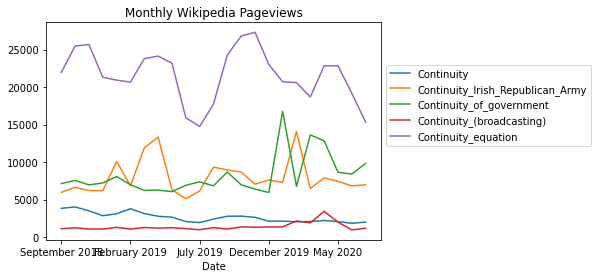 Monthly Wikipedia Pageviews
25000
20000
15000
10000
5000
0
September 2018 February 2019 July 2019 December 2019 May 2020
Date
Continuity
Continuity_Irish_Republican_Army
Continuity_of_government
Continuity_(broadcasting)
Continuity_equation